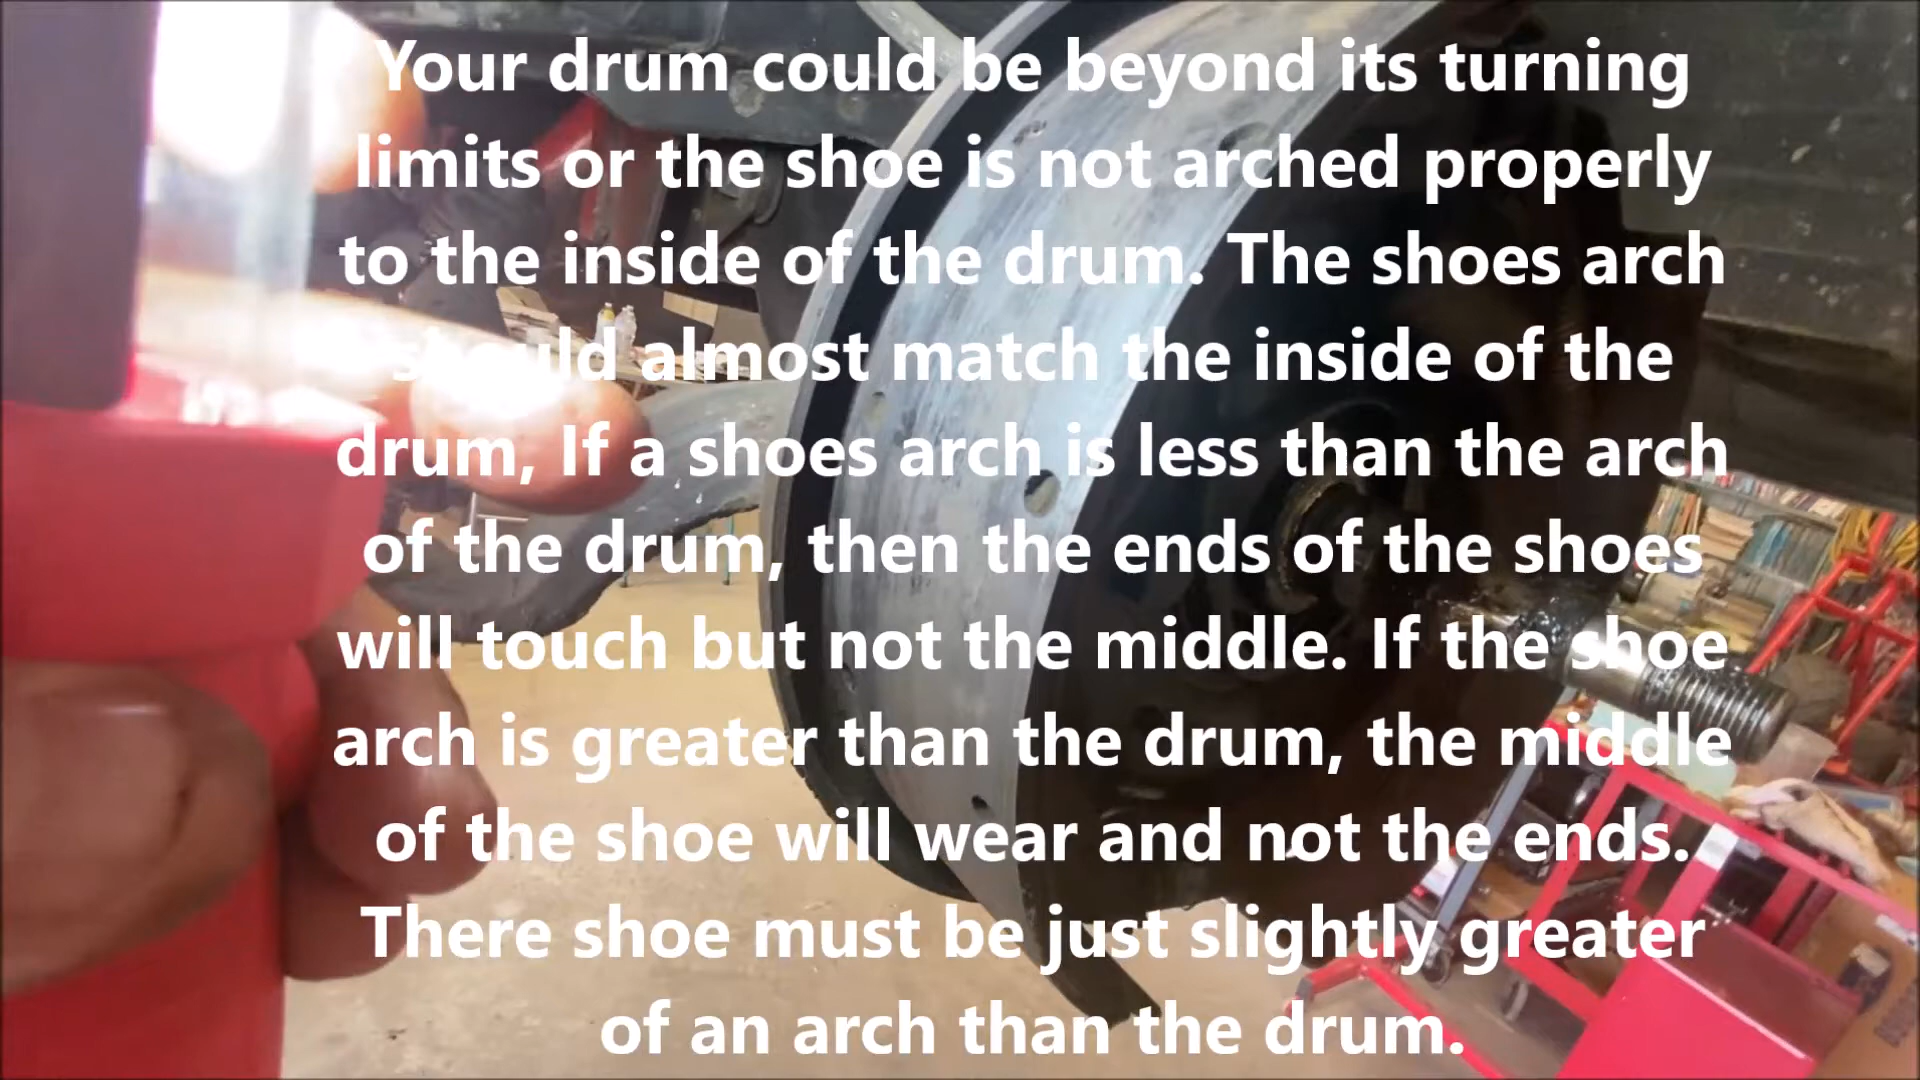 Your drum could be beyond its turning
limits or the shoe is not arched properly
to the inside of the drum. The shoes arch
should almost match the inside of the
drum, If a shoes arch is less than the arch
of the drum, then the ends of the shoes
will touch but not the middle. If the shoe
arch is greater than the drum, the middle
of the shoe will wear and not the ends.
There shoe must be just slightly greater
of an arch than the drum.